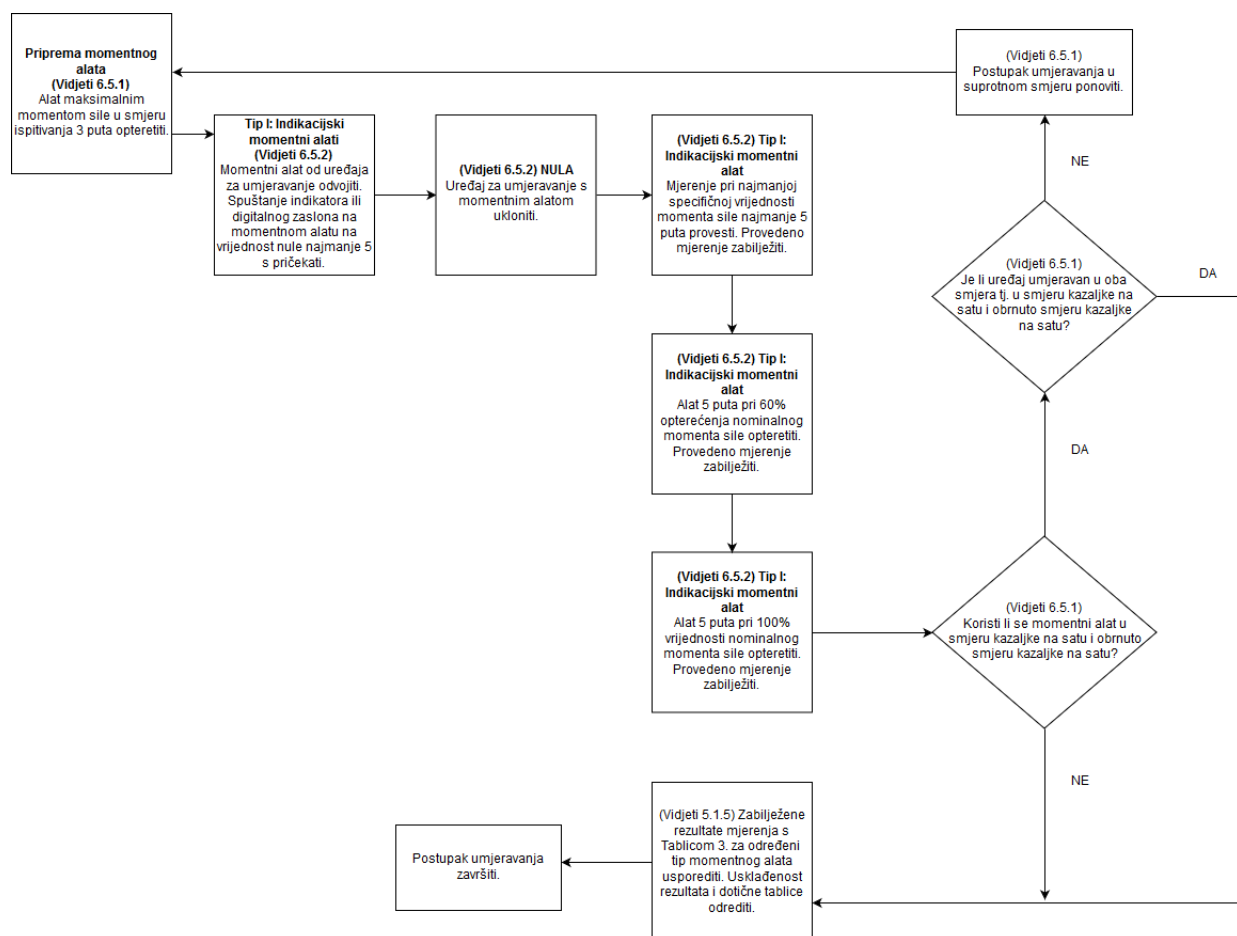 Priprema momentnog
alata
(Vidjeti 6.5.1)
Alat maksimalnim
momentom sile u smjeru
ispitivanja 3 puta opteretiti.
Tip I: Indikacijski
momentni alati
(Vidjeti 6.5.2)
Momentni alat od uređaja
za umjeravanje odvojiti.
Spuštanje indikatora ili
digitalnog zaslona na
momentnom alatu na
vrijednost nule najmanje 5
s pričekati.
(Vidjeti 6.5.2) NULA
Uređaj za umjeravanje s
momentnim alatom
ukloniti.
(Vidjeti 6.5.2) Tip I:
Indikacijski momentni
alat
Mjerenje pri najmanjoj
specifičnoj vrijednosti
momenta sile najmanje 5
puta provesti. Provedeno
mjerenje zabilježiti.
(Vidjeti 6.5.2) Tip I:
Indikacijski momentni
alat
Alat 5 puta pri 60%
opterećenja nominalnog
momenta sile opteretiti.
Provedeno mjerenje
zabilježiti.
(Vidjeti 6.5.2) Tip I:
Indikacijski momentni
alat
Alat 5 puta pri 100%
vrijednosti nominalnog
momenta sile opteretiti.
Provedeno mjerenje
zabilježiti.
(Vidjeti 6.5.1)
Koristi li se momentni alat u
smjeru kazaljke na satu i obrnuto
smjeru kazaljke na satu?
DA
(Vidjeti 6.5.1)
Je li uređaj umjeravan u oba
smjera tj. u smjeru kazaljke na
satu i obrnuto smjeru kazaljke
na satu?
DA
NE
(Vidjeti 6.5.1)
Postupak umjeravanja u
suprotnom smjeru ponoviti.
NE
(Vidjeti 5.1.5) Zabilježene
rezultate mjerenja s
Tablicom 3. za određeni
tip momentnog alata
usporediti. Usklađenost
rezultata i dotične tablice
odrediti.
Postupak umjeravanja
završiti.